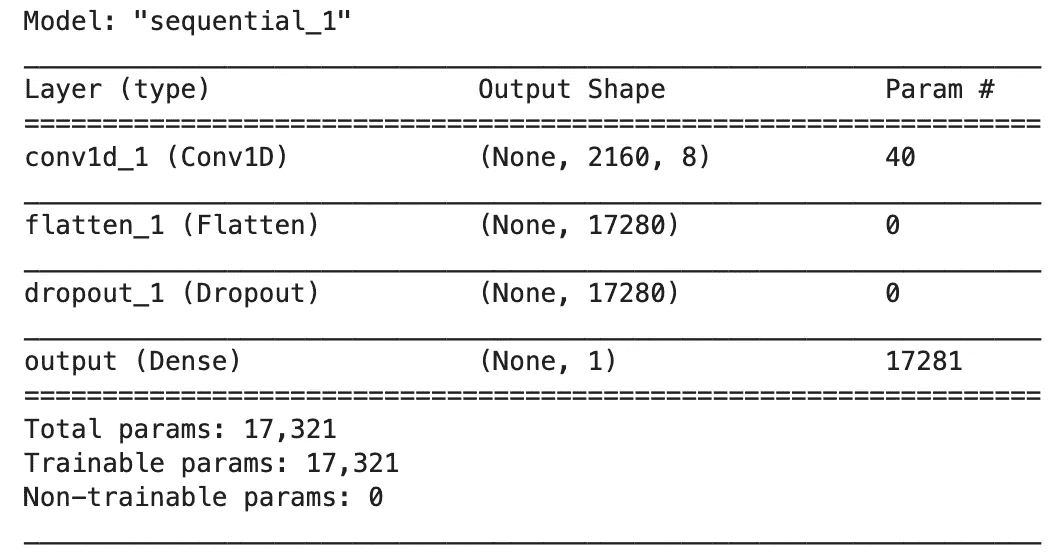 Model: "sequential_1"
Layer (type) Output Shape Param #
conv1d_1 (Conv1D) (None, 2160, 8) 40
flatten_1 (Flatten) (None, 17280) 0
dropout_1 (Dropout) (None, 17280) 0
output (Dense) (None, 1) 17281
Total params: 17,321
Trainable params: 17,321
Non-trainable params: 0